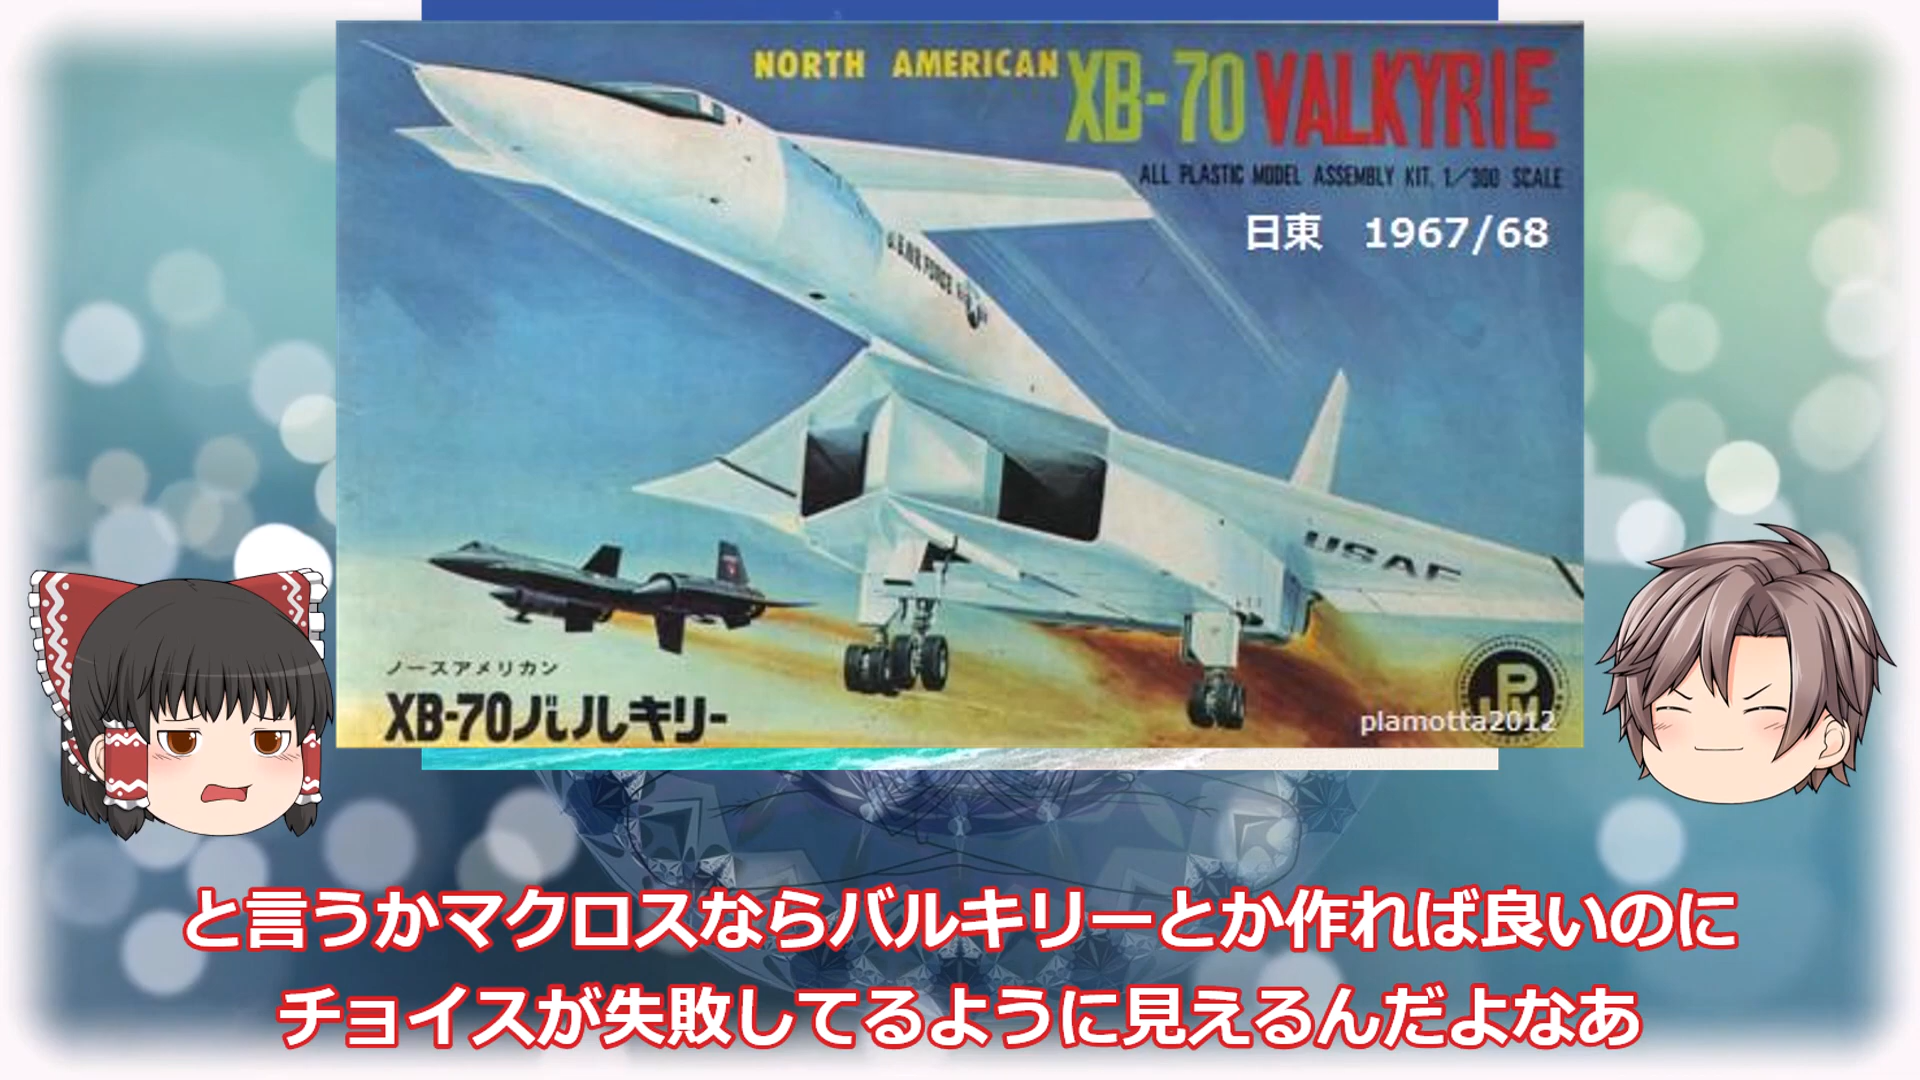 NORTH AMERICAN XB-70 VALKYRIE
ALL PLASTIC MODEL ASSEMBLY KIT. 1/300 SCALE
日東 1967/68
U.S. AIR FORCE
USAF
ノースアメリカン
XB-70バルキリー
plamotta2012
と言うかマクロスならバルキリーとか作れば良いのに
チョイスが失敗してるように見えるんだよなあ